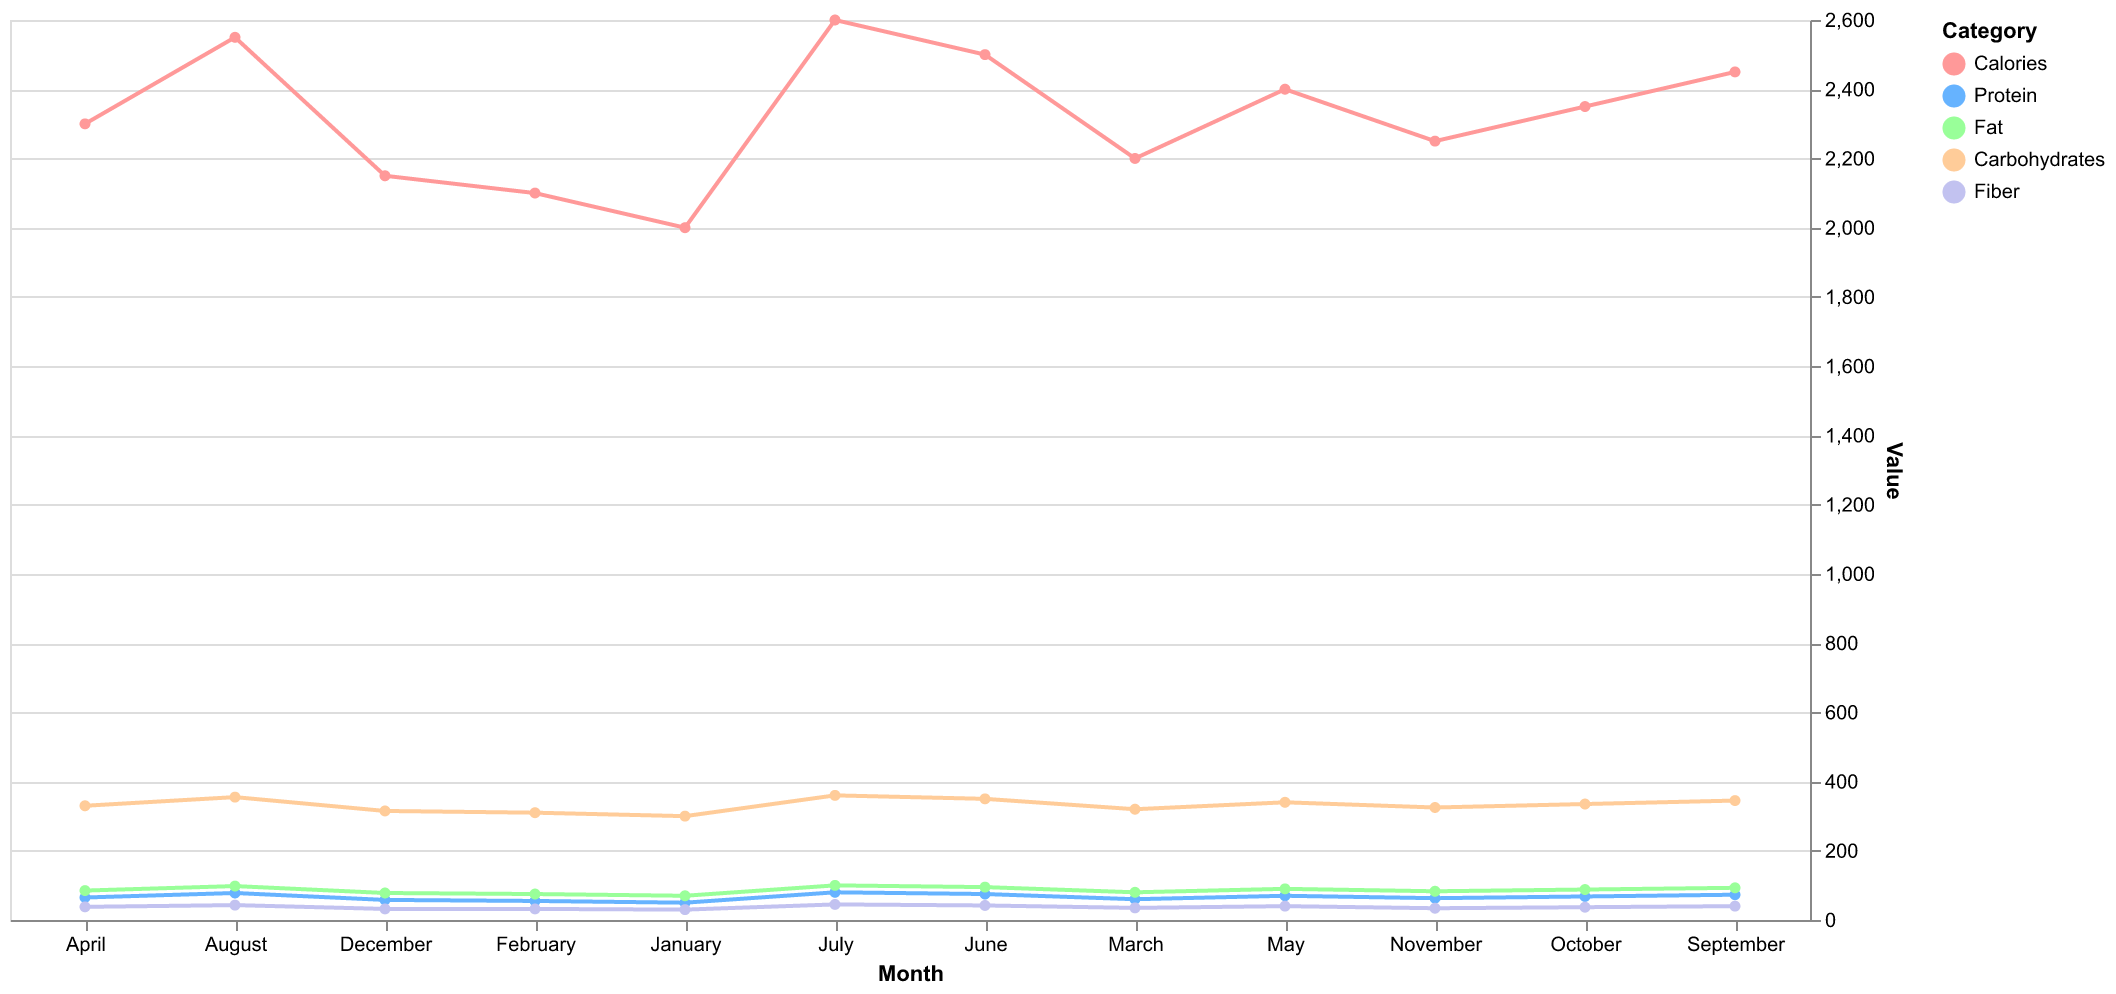 2,600
2,400
2,200
2,000
1,800
1,600
1,400
1,200
1,000
800
600
400
200
0
Value
April August December February January July June March May November October September
Month
Category
Calories
Protein
Fat
Carbohydrates
Fiber